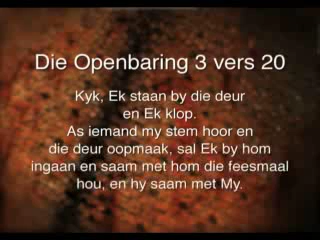 Die Openbaring 3 vers 20
Kyk, Ek staan by die deur
en Ek klop.
As iemand my stem hoor en
die deur oopmaak, sal Ek by hom
ingaan en saam met hom die feesmaal
hou, en hy saam met My.